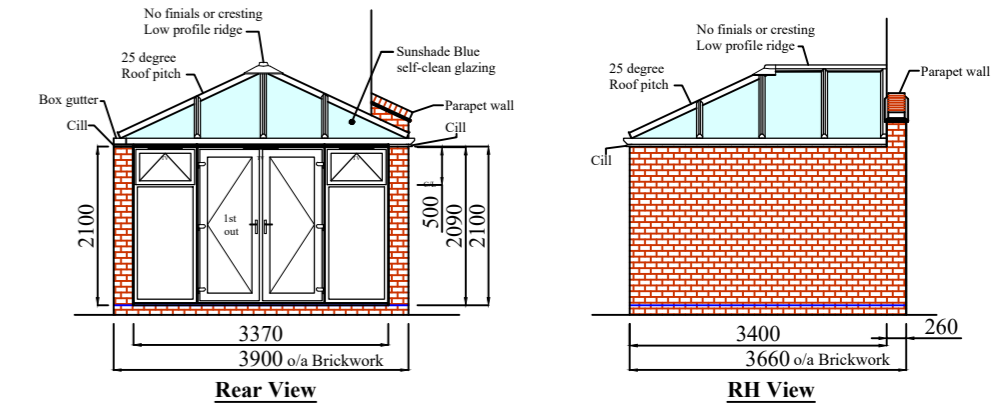 No finials or cresting
Low profile ridge
25 degree
Roof pitch
Sunshade Blue
self-clean glazing
Box gutter
Cill
Parapet wall
Cill
1st
out
2100
500
2090
2100
3370
3900 o/a Brickwork
Rear View
No finials or cresting
Low profile ridge
25 degree
Roof pitch
Parapet wall
Cill
3400
260
3660 o/a Brickwork
RH View